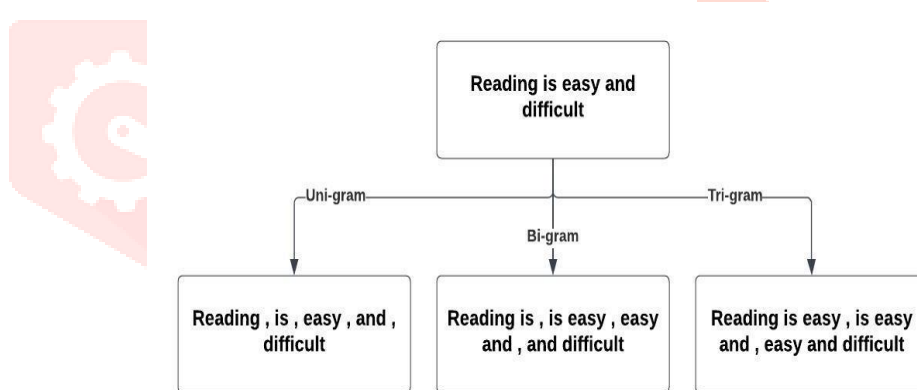 Reading is easy and
difficult
Uni-gram
Tri-gram
Bi-gram
Reading , is , easy , and ,
difficult
Reading is , is easy , easy
and , and difficult
Reading is easy , is easy
and , easy and difficult